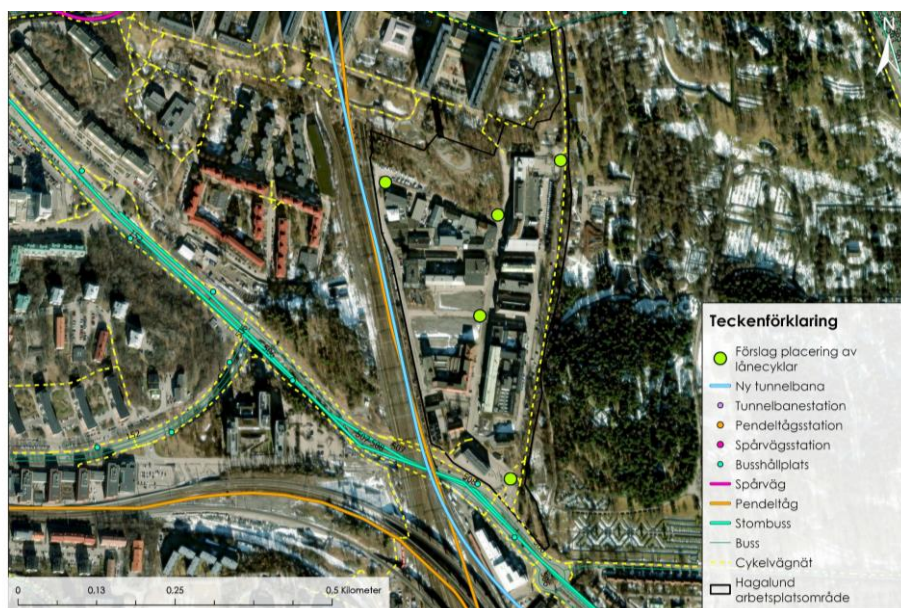 N
Teckenförklaring
Förslag placering av
lånecyklar
Ny tunnelbana
Tunnelbanestation
Pendeltågsstation
Spårvägsstation
Busshållplats
Spårväg
Pendeltåg
Stombuss
Buss
Cykelvägnät
Hagalund
arbetsplatsområde
0 0.13 0.25 0.5 Kilometer